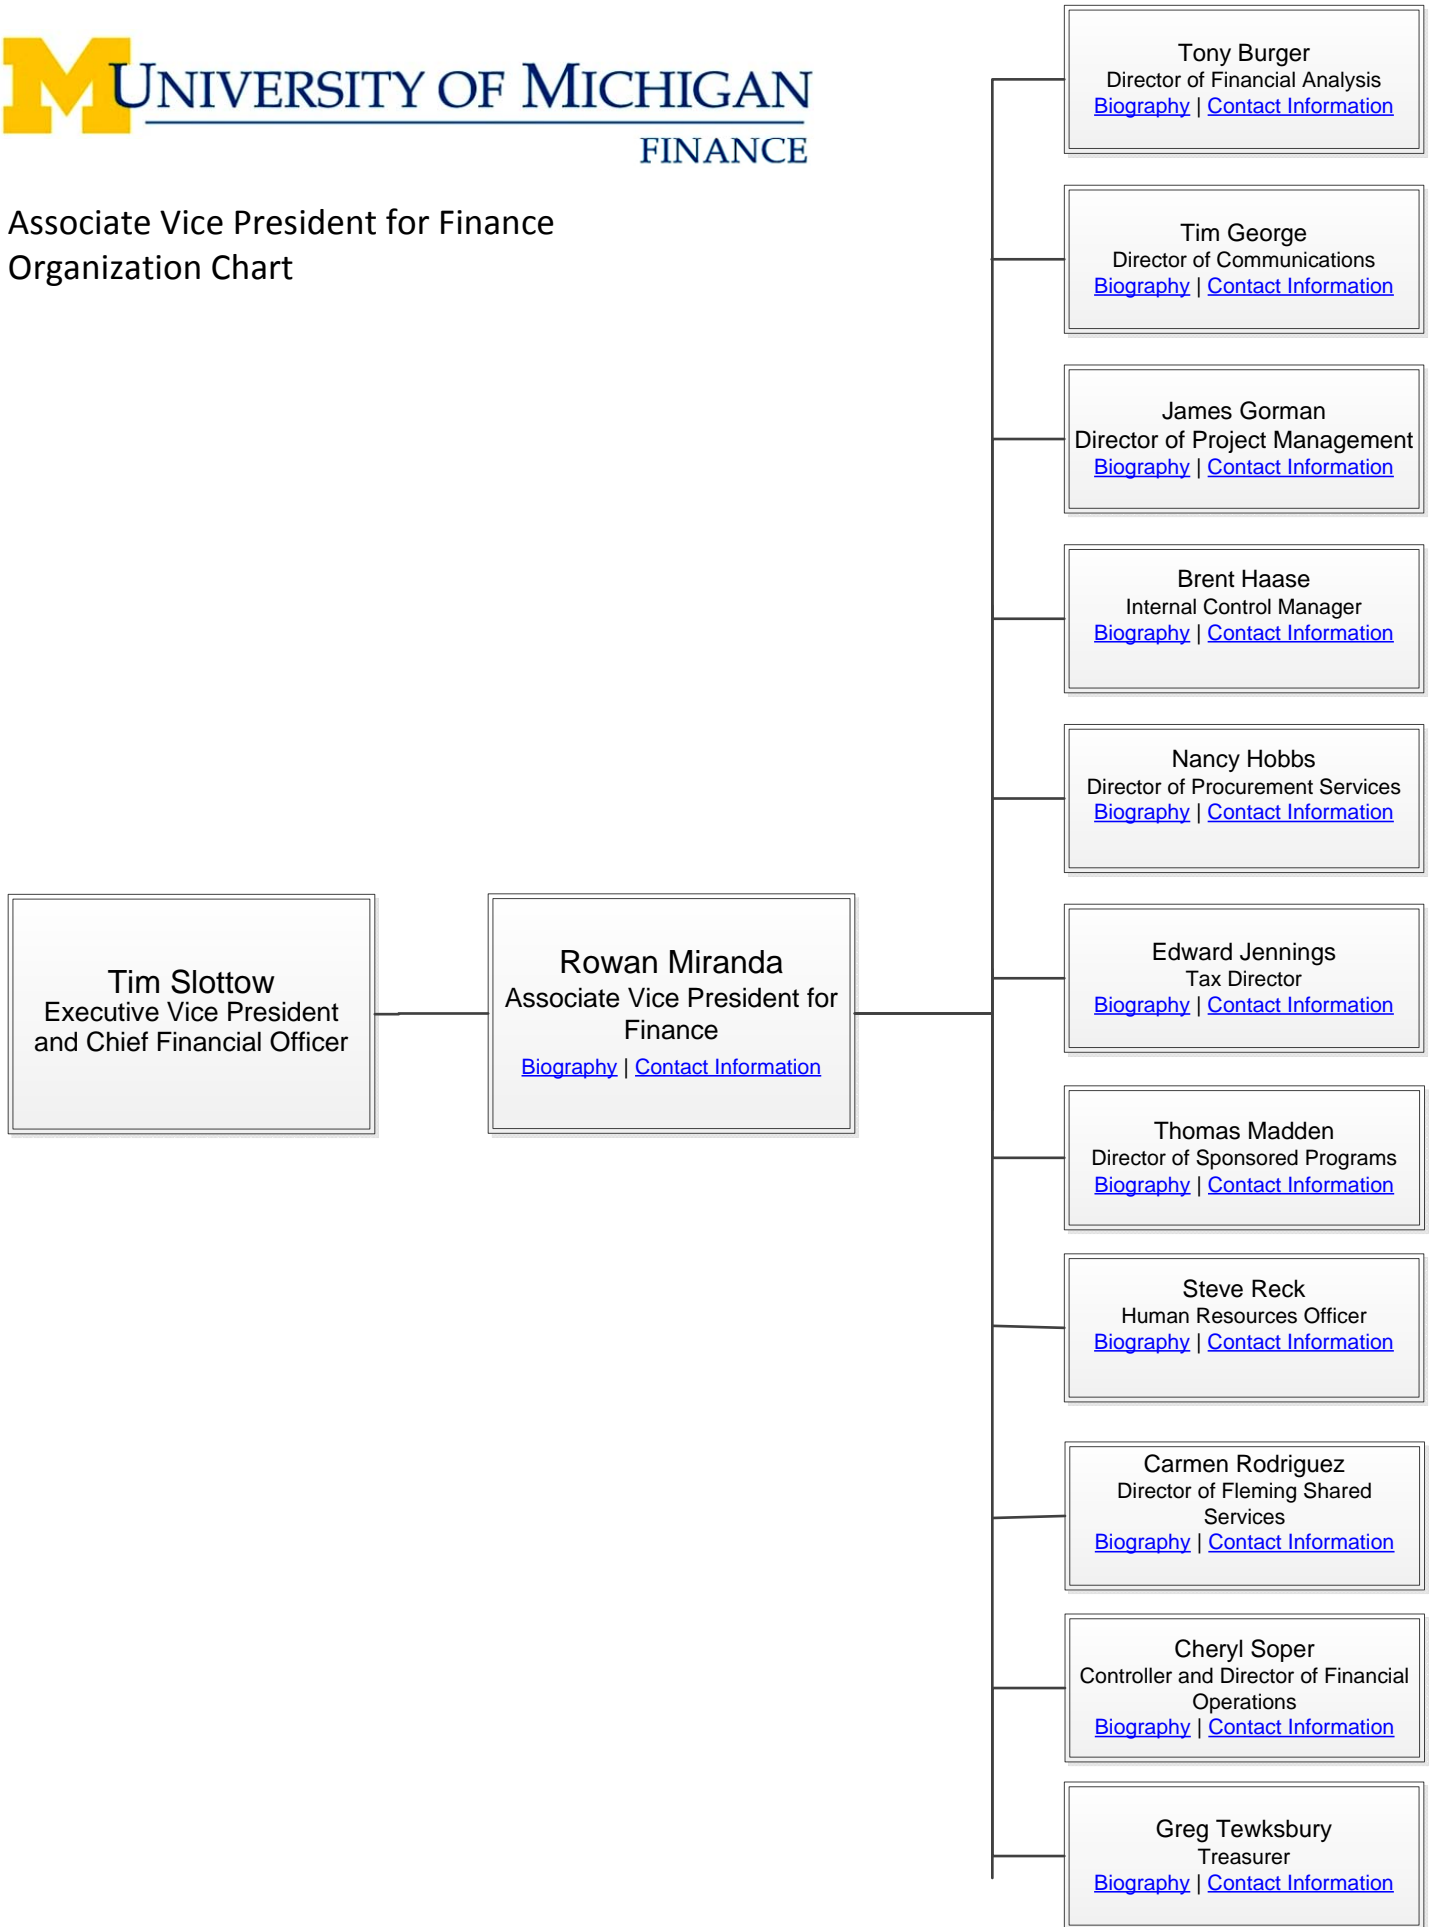 M UNIVERSITY OF MICHIGAN
FINANCE
Associate Vice President for Finance
Organization Chart
Tim Slottow
Executive Vice President
and Chief Financial Officer
Rowan Miranda
Associate Vice President for
Finance
Biography | Contact Information
Tony Burger
Director of Financial Analysis
Biography | Contact Information
Tim George
Director of Communications
Biography | Contact Information
James Gorman
Director of Project Management
Biography | Contact Information
Brent Haase
Internal Control Manager
Biography | Contact Information
Nancy Hobbs
Director of Procurement Services
Biography | Contact Information
Edward Jennings
Tax Director
Biography | Contact Information
Thomas Madden
Director of Sponsored Programs
Biography | Contact Information
Steve Reck
Human Resources Officer
Biography | Contact Information
Carmen Rodriguez
Director of Fleming Shared
Services
Biography | Contact Information
Cheryl Soper
Controller and Director of Financial
Operations
Biography | Contact Information
Greg Tewksbury
Treasurer
Biography | Contact Information